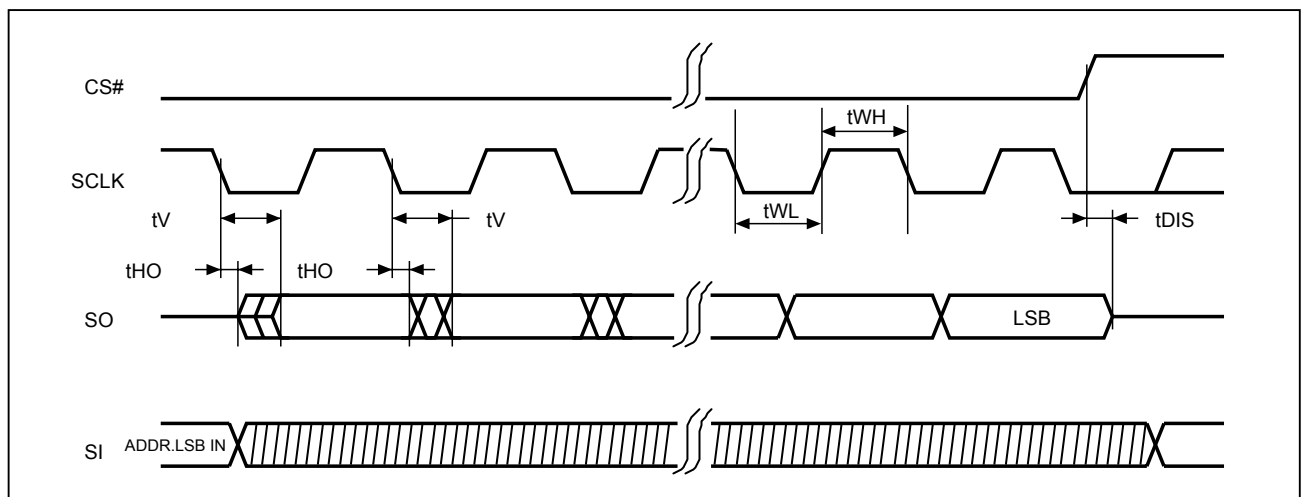 CS#
tWH
SCLK
tV
tV
tWL
tDIS
tHO
tHO
SO
LSB
SI
ADDR.LSB IN